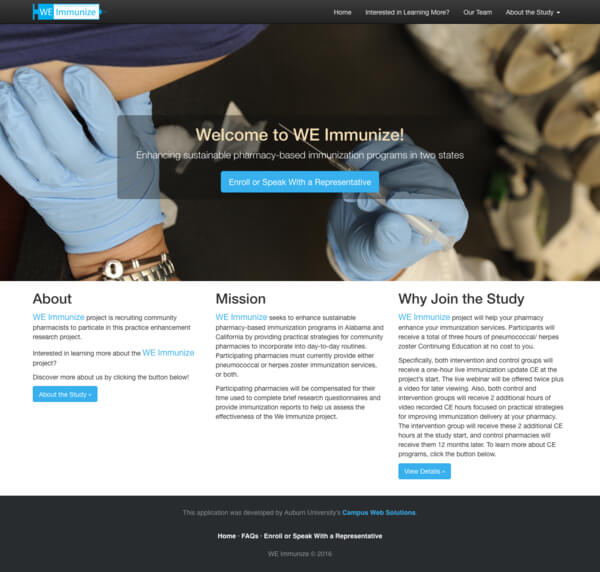 WE Immunize
Home Interested in Learning More? Our Team About the Study
Welcome to WE Immunize!
Enhancing sustainable pharmacy-based immunization programs in two states
Enroll or Speak With a Representative
About
WE Immunize project is recruiting community
pharmacists to particate in this practice enhancement
research project.
Interested in learning more about the WE Immunize
project?
Discover more about us by clicking the button below!
About the Study »
Mission
WE Immunize seeks to enhance sustainable
pharmacy-based immunization programs in Alabama and
California by providing practical strategies for community
pharmacies to incorporate into day-to-day routines.
Participating pharmacies must currently provide either
pneumococcal or herpes zoster immunization services,
or both.
Participating pharmacies will be compensated for their
time used to complete brief research questionnaires and
provide immunization reports to help us assess the
effectiveness of the We Immunize project.
Why Join the Study
WE Immunize project will help your pharmacy
enhance your immunization services. Participants will
receive a total of three hours of pneumococcal/ herpes
zoster Continuing Education at no cost to you.
Specifically, both intervention and control groups will
receive a one-hour live immunization update CE at the
project's start. The live webinar will be offered twice plus
a video for later viewing. Also, both control and
intervention groups will receive 2 additional hours of
video recorded CE hours focused on practical strategies
for improving immunization delivery at your pharmacy.
The intervention group will receive these 2 additional CE
hours at the study start, and control pharmacies will
receive them 12 months later. To learn more about CE
programs, click the button below.
View Details »
This application was developed by Auburn University's Campus Web Solutions.
Home · FAQs · Enroll or Speak With a Representative
WE Immunize © 2016